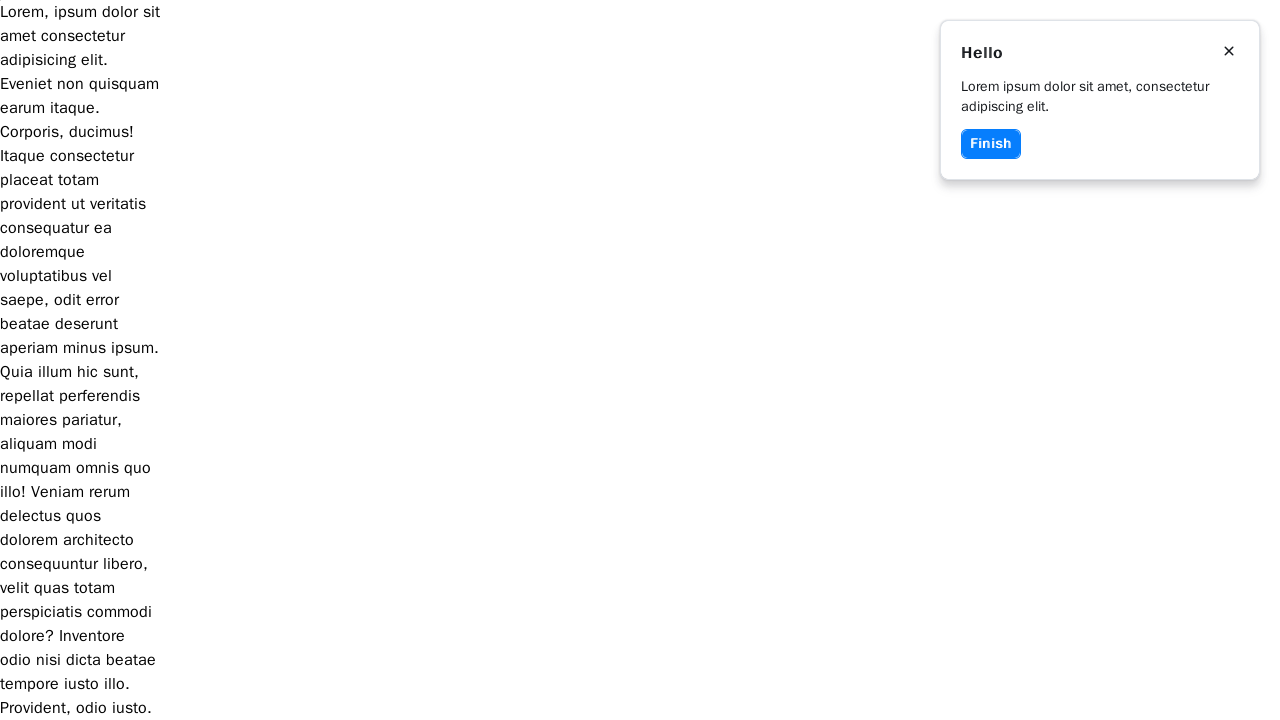 Lorem, ipsum dolor sit
amet consectetur
adipisicing elit.
Eveniet non quisquam
earum itaque.
Corporis, ducimus!
Itaque consectetur
placeat totam
provident ut veritatis
consequatur ea
doloremque
voluptatibus vel
saepe, odit error
beatae deserunt
aperiam minus ipsum.
Quia illum hic sunt,
repellat perferendis
maiores pariatur,
aliquam modi
numquam omnis quo
illo! Veniam rerum
delectus quos
dolorem architecto
consequuntur libero,
velit quas totam
perspiciatis commodi
dolore? Inventore
odio nisi dicta beatae
tempore iusto illo.
Provident, odio iusto.
Hello
Lorem ipsum dolor sit amet, consectetur
adipiscing elit.
Finish